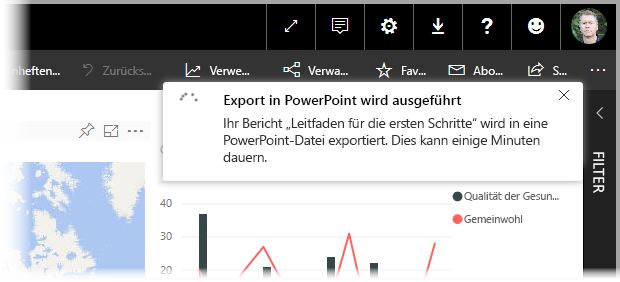 nheften... Zurücks... Verwe... Verwa... Fav... Abo... S...
Export in PowerPoint wird ausgeführt
Ihr Bericht „Leitfaden für die ersten Schritte“ wird in eine
PowerPoint-Datei exportiert. Dies kann einige Minuten
dauern.
FILTER
40
30
20
Qualität der Gesun...
Gemeinwohl